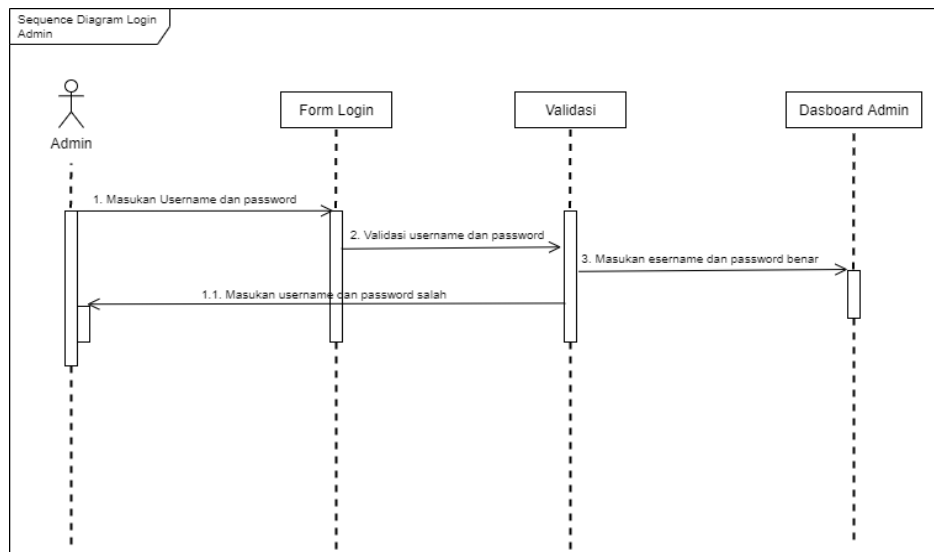 Sequence Diagram Login
Admin
Admin
Form Login
Validasi
Dasboard Admin
1. Masukan Username dan password
2. Validasi username dan password
3. Masukan esername dan password benar
1.1. Masukan username dan password salah